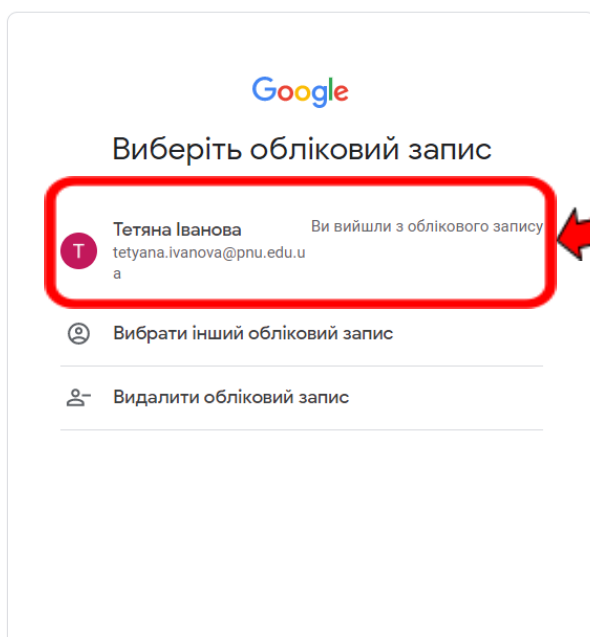 Google
Виберіть обліковий запис
Тетяна Іванова
Ви вийшли з облікового запису
tetyana.ivanova@pnu.edu.u
a
T
Вибрати інший обліковий запис
Видалити обліковий запис